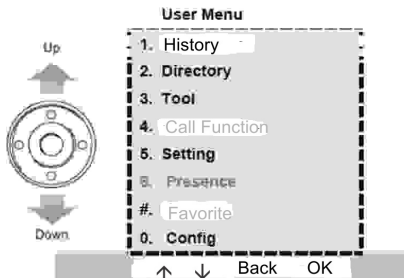 User Menu
Up
1. History
2. Directory
3. Tool
4. Call Function
5. Setting
6. Presence
#. Favorite
0. Config
Down
↑ ↓ Back OK